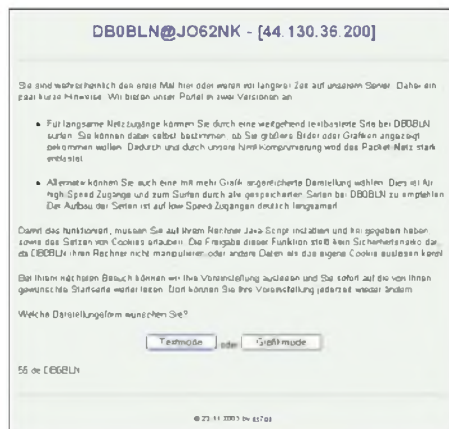 DB0BLN@JO62NK - [44.130.36.200]
Sie sind wahrscheinlich das erste Mal hier oder waren vor längerer Zeit auf unserem Server. Daher ein
paar kurze Hinweise. Wir bieten unser Portal in zwei Versionen an
Für langsame Netzzugänge können Sie durch eine weitgehend textbasierte Site bei DB0BLN
surfen. Sie können dabei selbst bestimmen, ob Sie größere Bilder oder Grafiken angezeigt
bekommen wollen. Dadurch und durch unsere html Komprimierung wird das Packet-Netz stark
entlastet
Alternativ können Sie auch eine mit mehr Grafik angereicherte Darstellung wählen. Dies ist für
high Speed Zugänge und zum Surfen durch alle gespeicherten Seiten bei DB0BLN zu empfehlen
Der Aufbau der Seiten ist auf low Speed Zugängen deutlich langsamer!
Damit das funktioniert, müssen Sie auf Ihrem Rechner Java-Script installiert und frei gegeben haben
sowie das Setzen von Cookies erlauben. Die Freigabe dieser Funktion stellt kein Sicherheitsrisiko dar,
da DB0BLN ihren Rechner nicht manipulieren oder andere Daten als das eigene Cookie auslesen kann!
Bei Ihrem nächsten Besuch können wir Ihre Voreinstellung auslesen und Sie sofort auf die von Ihnen
gewünschte Startseite weiter leiten. Dort können Sie Ihre Voreinstellung jederzeit wieder ändern
Welche Darstellungsform wünschen Sie?
Textmode oder Grafikmode
55 de DB0BLN